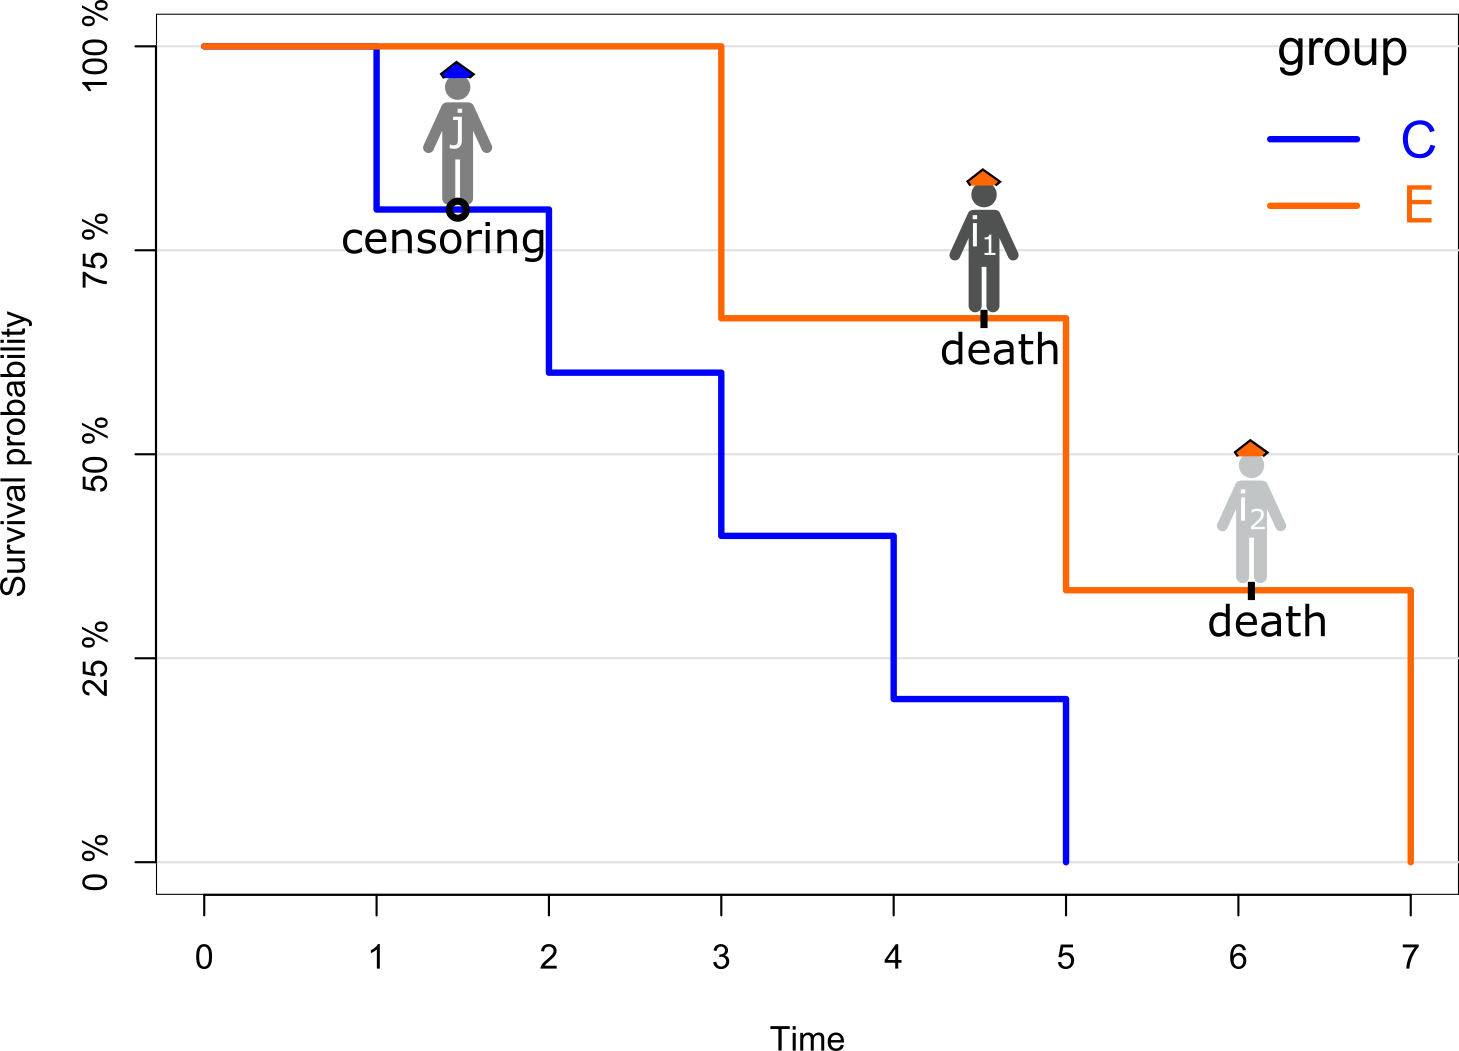 group
C
E
100 %
75 %
50 %
25 %
0 %
Survival probability
j
censoring
i1
death
i2
death
0 1 2 3 4 5 6 7
Time